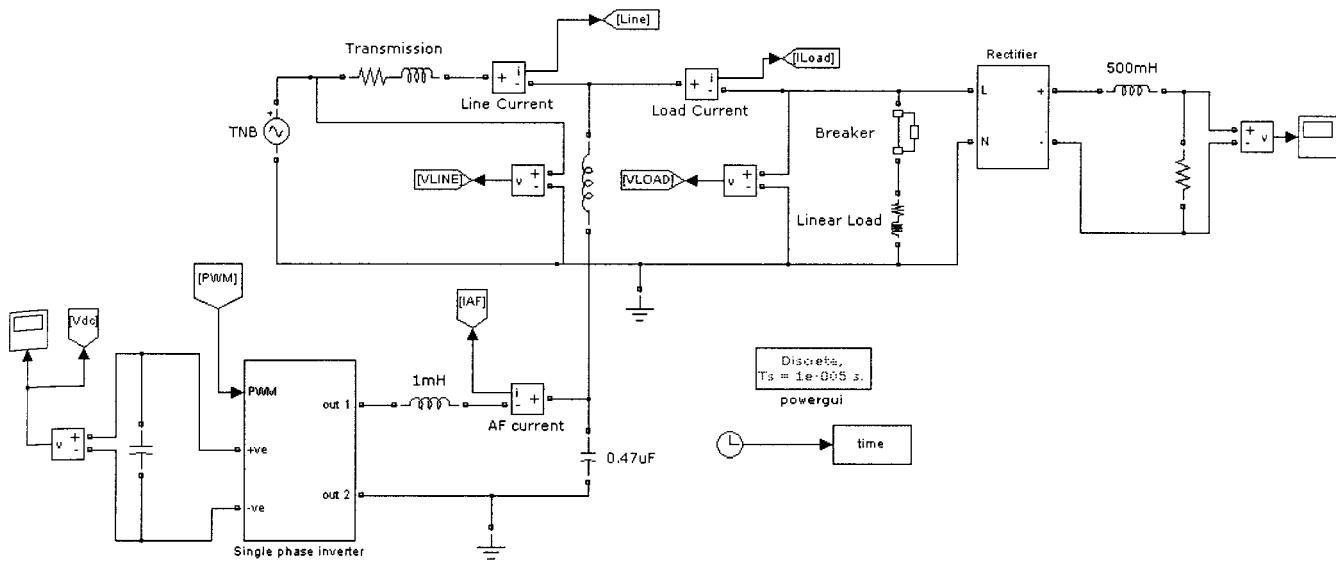 [Line]
Transmission
+ i -
Line Current
[ILoad]
+ i -
Load Current
Rectifier
500mH
L +
N -
TNB
+
Breaker
+ - v
[VLINE]
v + -
[VLOAD]
v + -
Linear Load
[PWM]
[IAF]
[Vdc]
PWM
out 1
1mH
i - +
AF current
Discrete,
Ts = 1e-005 s.
powergui
v + -
+ve
0.47uF
time
out 2
-ve
Single phase inverter